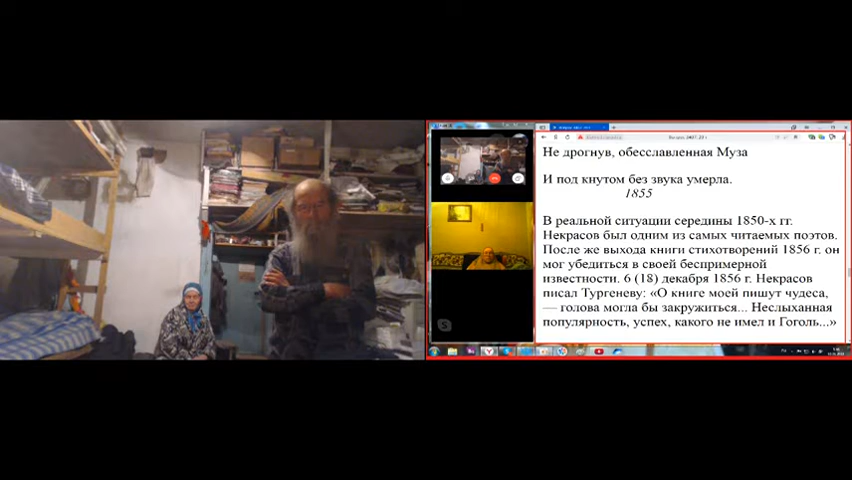 Не дрогнув, обесславленная Муза
И под кнутом без звука умерла.
1855
В реальной ситуации середины 1850-х гг.
Некрасов был одним из самых читаемых поэтов.
После же выхода книги стихотворений 1856 г. он
мог убедиться в своей беспримерной
известности. 6 (18) декабря 1856 г. Некрасов
писал Тургеневу: «О книге моей пишут чудеса,
— голова могла бы закружиться... Неслыханная
популярность, успех, какого не имел и Гоголь...»